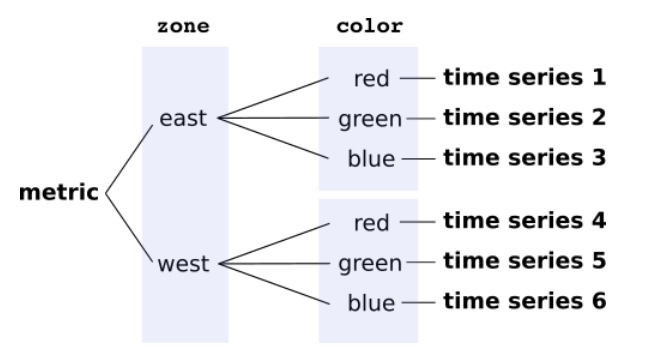 zone color
red time series 1
east green time series 2
blue time series 3
metric
red time series 4
west green time series 5
blue time series 6